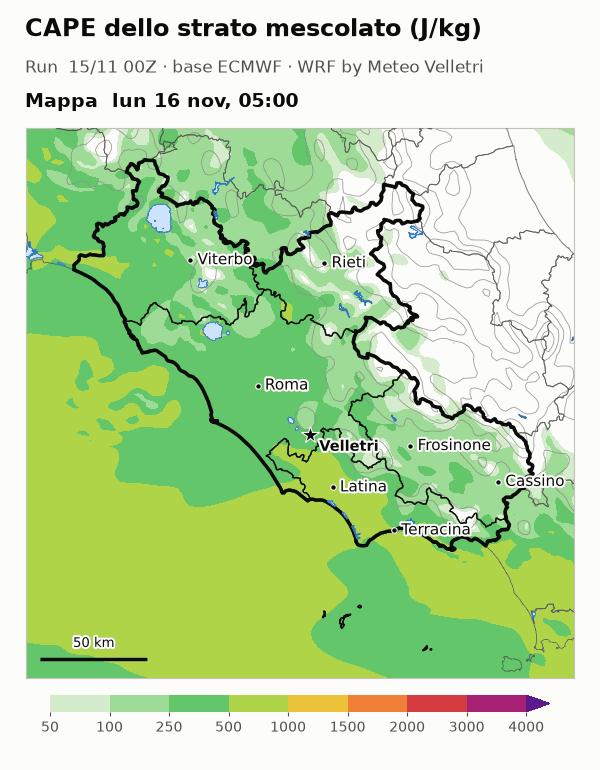 CAPE dello strato mescolato (J/kg)
Run  15/11 00Z · base ECMWF · WRF by Meteo Velletri
Mappa  lun 16 nov, 05:00
Viterbo
Rieti
Roma
Velletri
Frosinone
Cassino
Latina
Terracina
50 km
50 100 250 500 1000 1500 2000 3000 4000